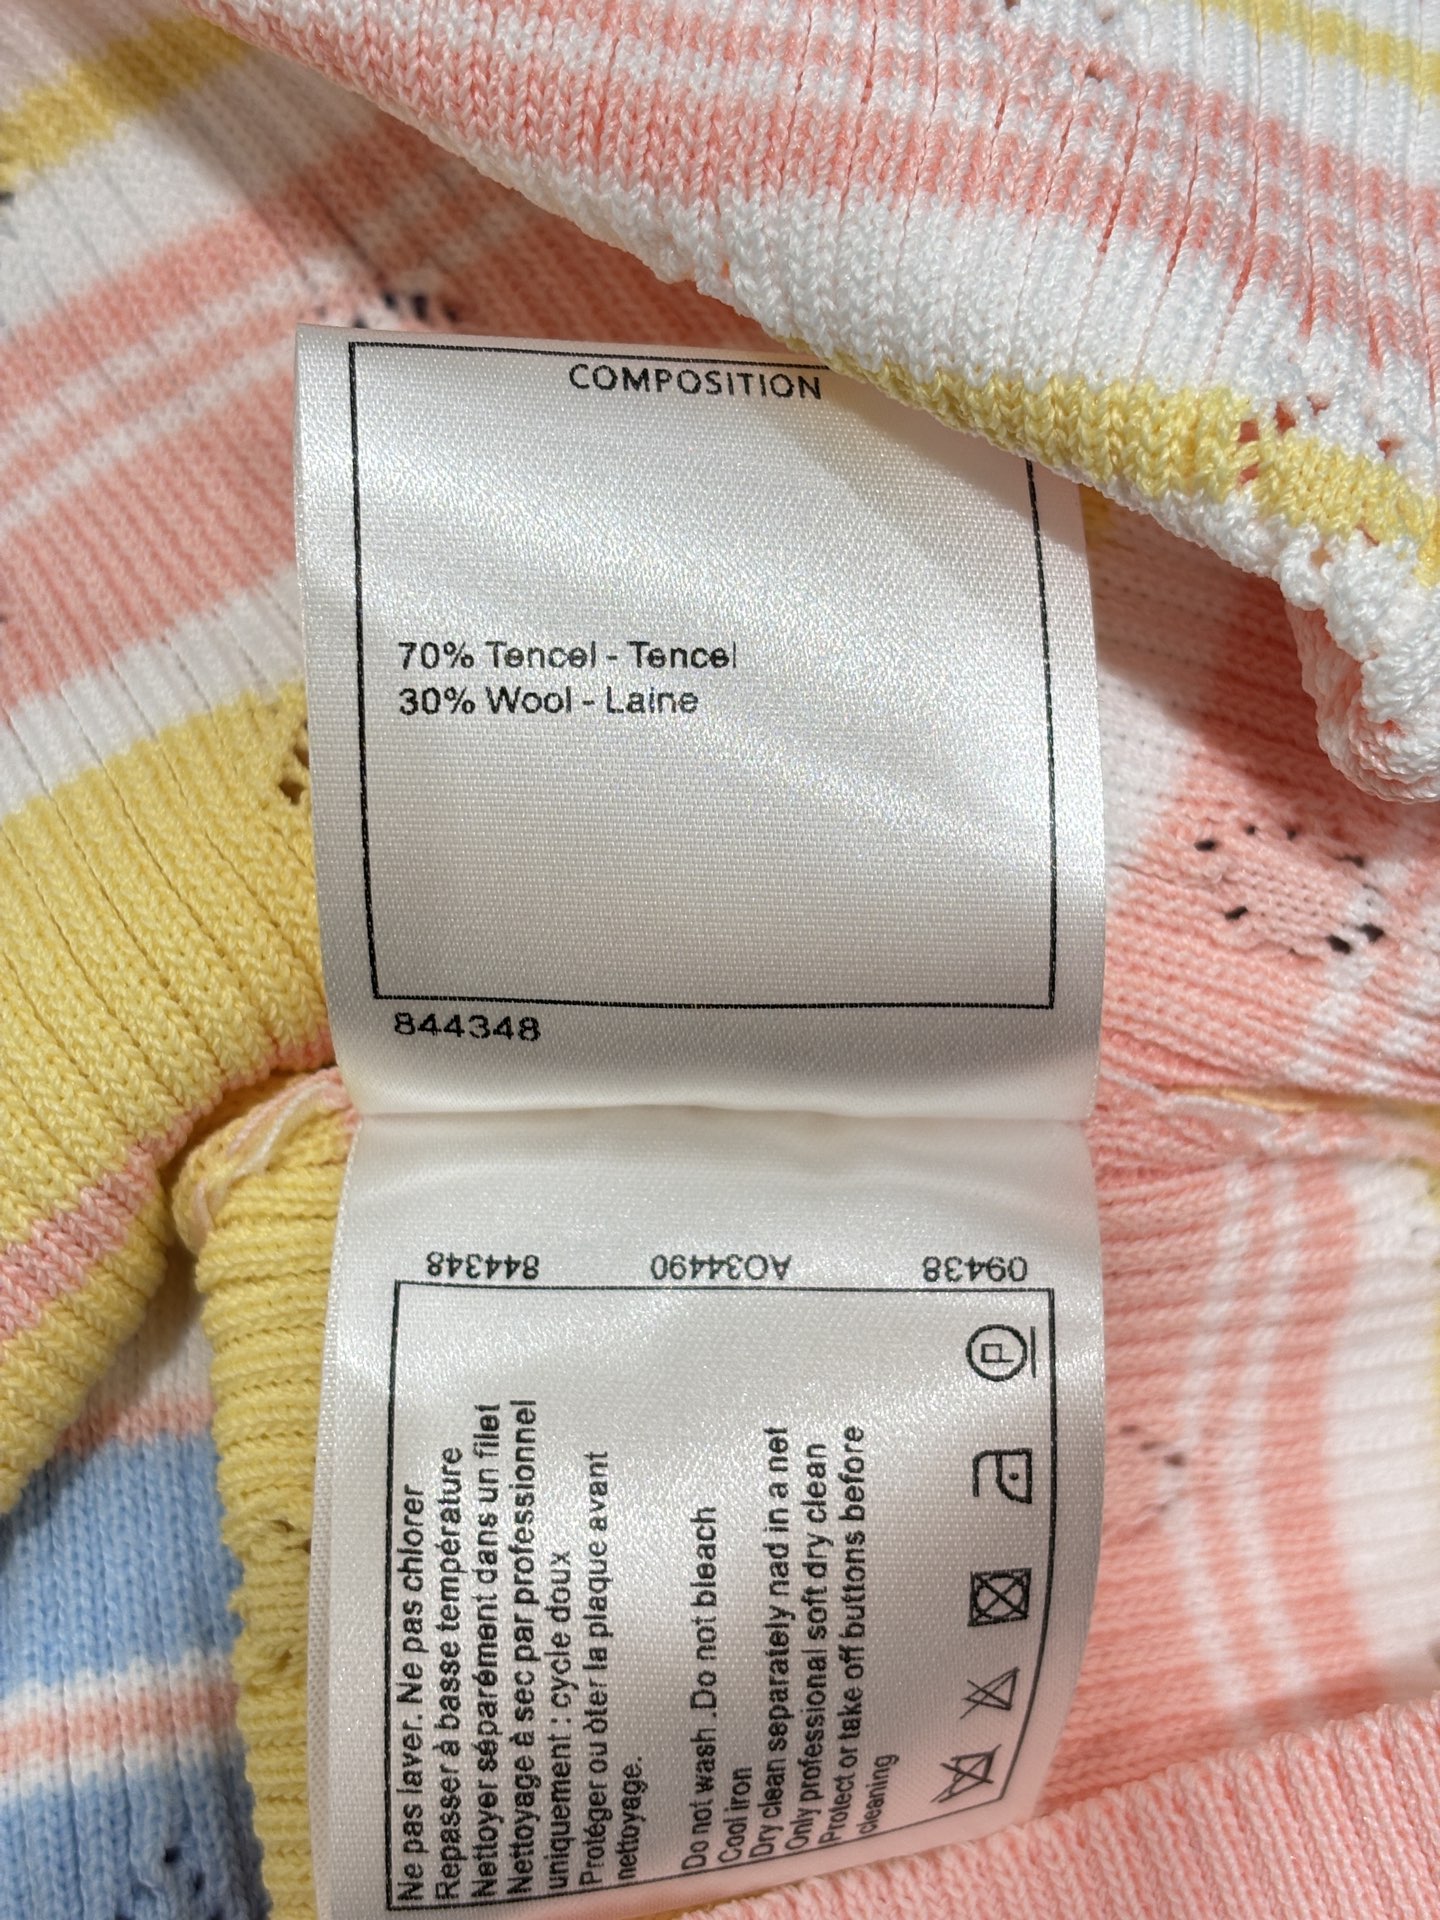 COMPOSITION
70% Tencel - Tencel
30% Wool - Laine
844348
844348 AO34490 09438
Ne pas laver. Ne pas chlorer
Repasser à basse température
Nettoyer séparément dans un filet
Nettoyage à sec par professionnel
uniquement : cycle doux
Protéger ou ôter la plaque avant
nettoyage.
Do not wash .Do not bleach
Cool iron
Dry clean separately nad in a net
Only professional soft dry clean
Protect or take off buttons before
cleaning
P